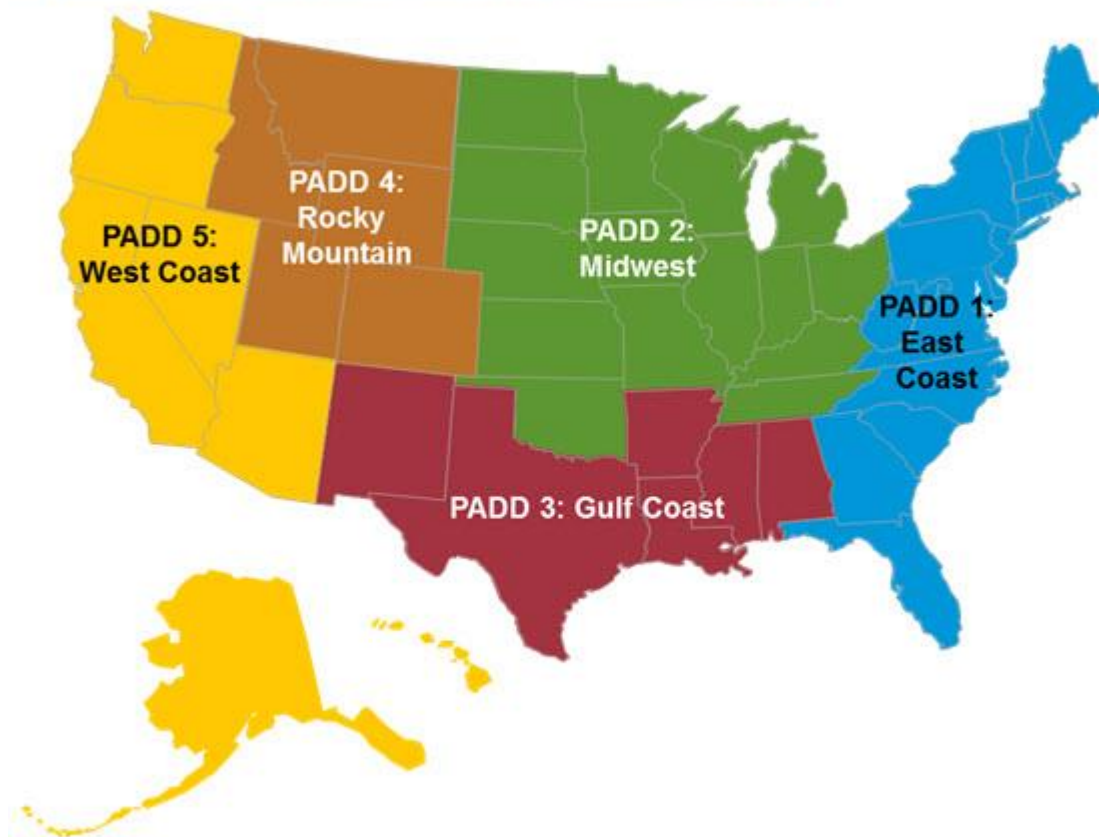 PADD 4:
Rocky
Mountain
PADD 5:
West Coast
PADD 2:
Midwest
PADD 1:
East
Coast
PADD 3: Gulf Coast